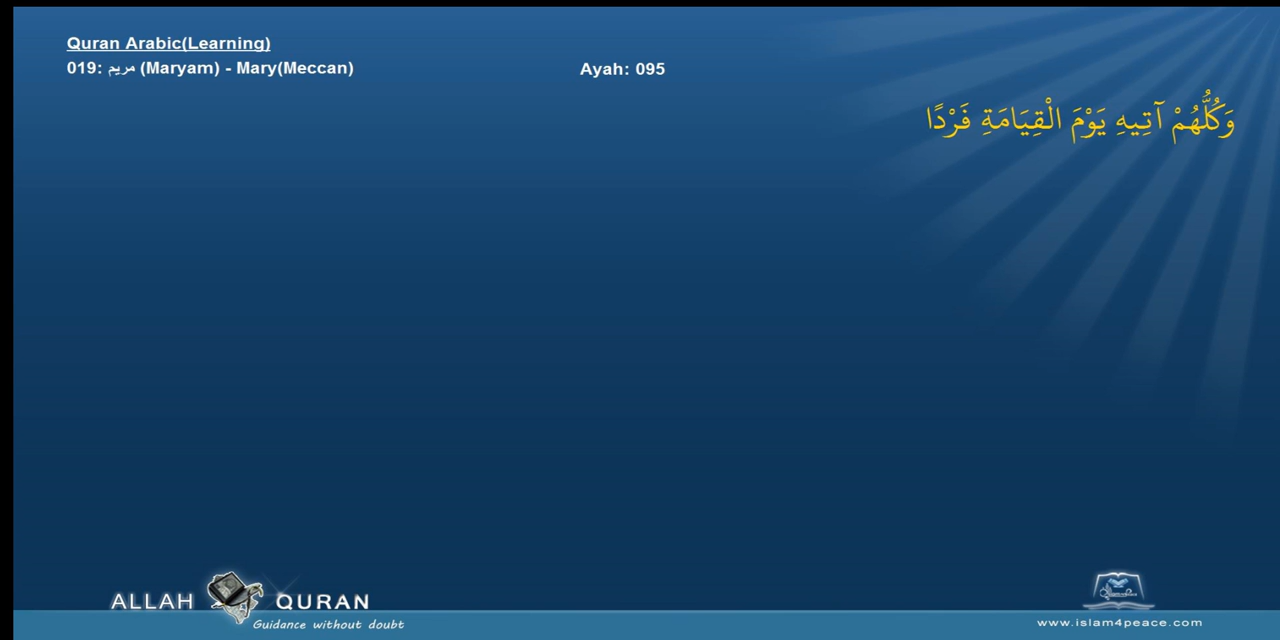 Quran Arabic(Learning)
019: مريم (Maryam) - Mary(Meccan)
Ayah: 095
وَكُلُّهُمْ آتِيهِ يَوْمَ الْقِيَامَةِ فَرْدًا
ALLAH QURAN
Guidance without doubt
www.islam4peace.com